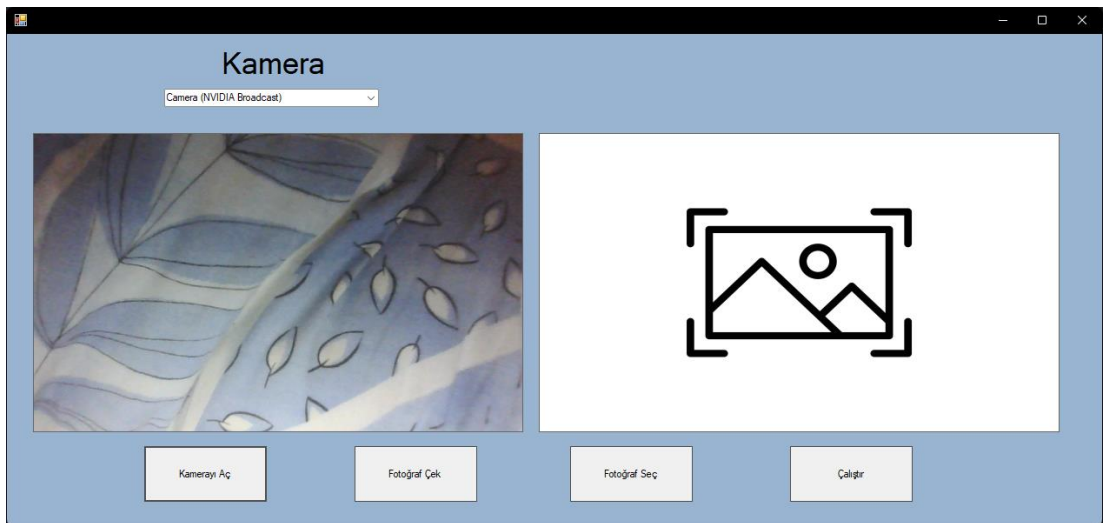 Kamera
Camera (NVIDIA Broadcast)
Kamerayı Aç
Fotoğraf Çek
Fotoğraf Seç
Çalıştır